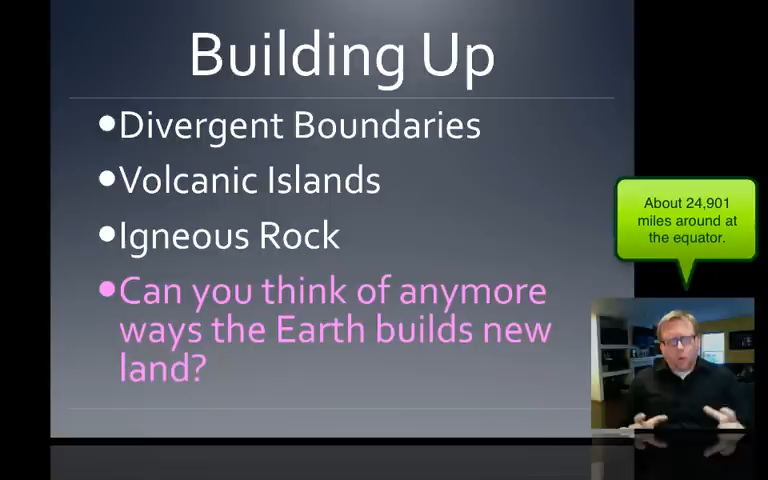 Building Up
•Divergent Boundaries
•Volcanic Islands
•Igneous Rock
•Can you think of anymore
ways the Earth builds new
land?
About 24,901
miles around at
the equator.